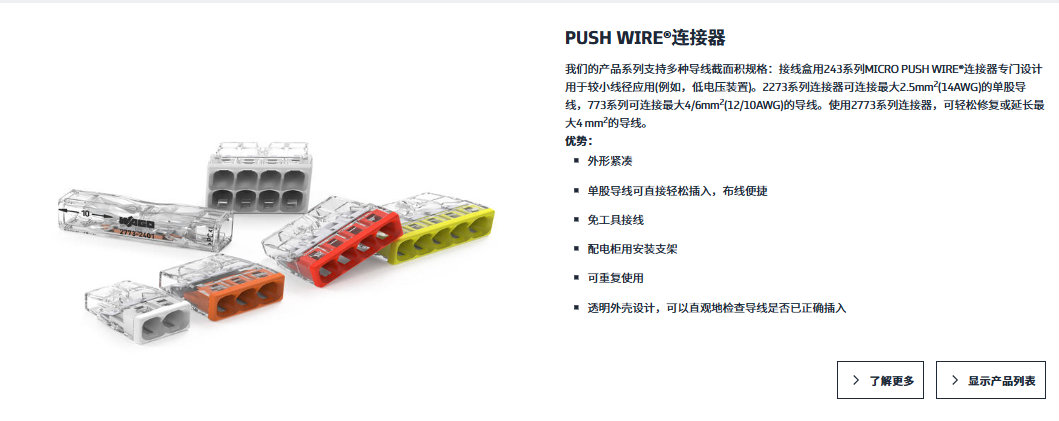 PUSH WIRE®连接器
我们的产品系列支持多种导线截面积规格：接线盒用243系列MICRO PUSH WIRE®连接器专门设计
用于较小线径应用(例如，低电压装置)。2273系列连接器可连接最大2.5mm²(14AWG)的单股导
线，773系列可连接最大4/6mm²(12/10AWG)的导线。使用2773系列连接器，可轻松修复或延长最
大4 mm²的导线。
优势：
外形紧凑
单股导线可直接轻松插入，布线便捷
免工具接线
配电柜用安装支架
可重复使用
透明外壳设计，可以直观地检查导线是否已正确插入
了解更多
显示产品列表
10
WAGO
2773-2401